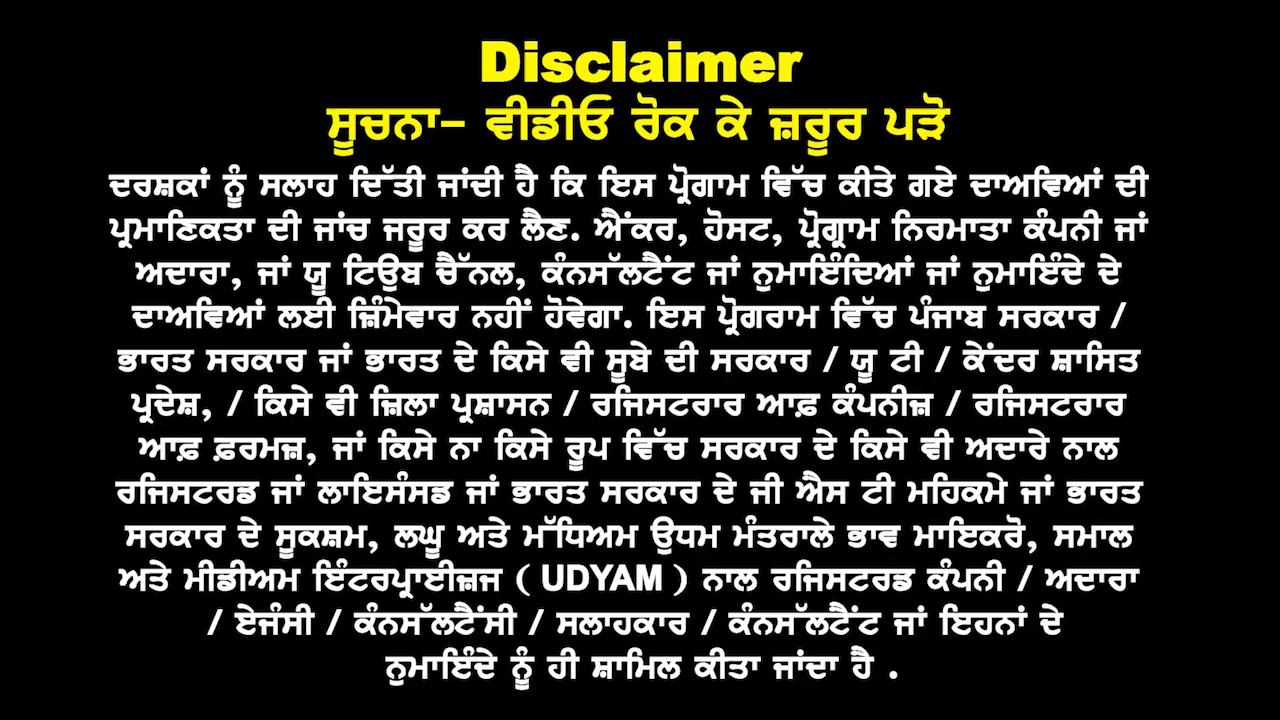 Disclaimer
ਸੂਚਨਾ- ਵੀਡੀਓ ਰੋਕ ਕੇ ਜ਼ਰੂਰ ਪੜੋ
ਦਰਸ਼ਕਾਂ ਨੂੰ ਸਲਾਹ ਦਿੱਤੀ ਜਾਂਦੀ ਹੈ ਕਿ ਇਸ ਪ੍ਰੋਗਾਮ ਵਿੱਚ ਕੀਤੇ ਗਏ ਦਾਅਵਿਆਂ ਦੀ
ਪ੍ਰਮਾਣਿਕਤਾ ਦੀ ਜਾਂਚ ਜਰੂਰ ਕਰ ਲੈਣ. ਐਂਕਰ, ਹੋਸਟ, ਪ੍ਰੋਗ੍ਰਾਮ ਨਿਰਮਾਤਾ ਕੰਪਨੀ ਜਾਂ
ਅਦਾਰਾ, ਜਾਂ ਯੂ ਟਿਊਬ ਚੈੱਨਲ, ਕੰਨਸੱਲਟੈਂਟ ਜਾਂ ਨੁਮਾਇੰਦਿਆਂ ਜਾਂ ਨੁਮਾਇੰਦੇ ਦੇ
ਦਾਅਵਿਆਂ ਲਈ ਜ਼ਿੰਮੇਵਾਰ ਨਹੀਂ ਹੋਵੇਗਾ. ਇਸ ਪ੍ਰੋਗਰਾਮ ਵਿੱਚ ਪੰਜਾਬ ਸਰਕਾਰ /
ਭਾਰਤ ਸਰਕਾਰ ਜਾਂ ਭਾਰਤ ਦੇ ਕਿਸੇ ਵੀ ਸੂਬੇ ਦੀ ਸਰਕਾਰ / ਯੂ ਟੀ / ਕੇਂਦਰ ਸ਼ਾਸਿਤ
ਪ੍ਰਦੇਸ਼, / ਕਿਸੇ ਵੀ ਜ਼ਿਲਾ ਪ੍ਰਸ਼ਾਸਨ / ਰਜਿਸਟਰਾਰ ਆਫ਼ ਕੰਪਨੀਜ਼ / ਰਜਿਸਟਰਾਰ
ਆਫ਼ ਫ਼ਰਮਜ਼, ਜਾਂ ਕਿਸੇ ਨਾ ਕਿਸੇ ਰੂਪ ਵਿੱਚ ਸਰਕਾਰ ਦੇ ਕਿਸੇ ਵੀ ਅਦਾਰੇ ਨਾਲ
ਰਜਿਸਟਰਡ ਜਾਂ ਲਾਇਸੰਸਡ ਜਾਂ ਭਾਰਤ ਸਰਕਾਰ ਦੇ ਜੀ ਐਸ ਟੀ ਮਹਿਕਮੇ ਜਾਂ ਭਾਰਤ
ਸਰਕਾਰ ਦੇ ਸੂਕਸ਼ਮ, ਲਘੂ ਅਤੇ ਮੱਧਿਅਮ ਉਧਮ ਮੰਤਰਾਲੇ ਭਾਵ ਮਾਇਕਰੋ, ਸਮਾਲ
ਅਤੇ ਮੀਡੀਅਮ ਇੰਟਰਪ੍ਰਾਈਜ਼ਜ ( UDYAM ) ਨਾਲ ਰਜਿਸਟਰਡ ਕੰਪਨੀ / ਅਦਾਰਾ
/ ਏਜੰਸੀ / ਕੰਨਸੱਲਟੈਂਸੀ / ਸਲਾਹਕਾਰ / ਕੰਨਸੱਲਟੈਂਟ ਜਾਂ ਇਹਨਾਂ ਦੇ
ਨੁਮਾਇੰਦੇ ਨੂੰ ਹੀ ਸ਼ਾਮਿਲ ਕੀਤਾ ਜਾਂਦਾ ਹੈ .